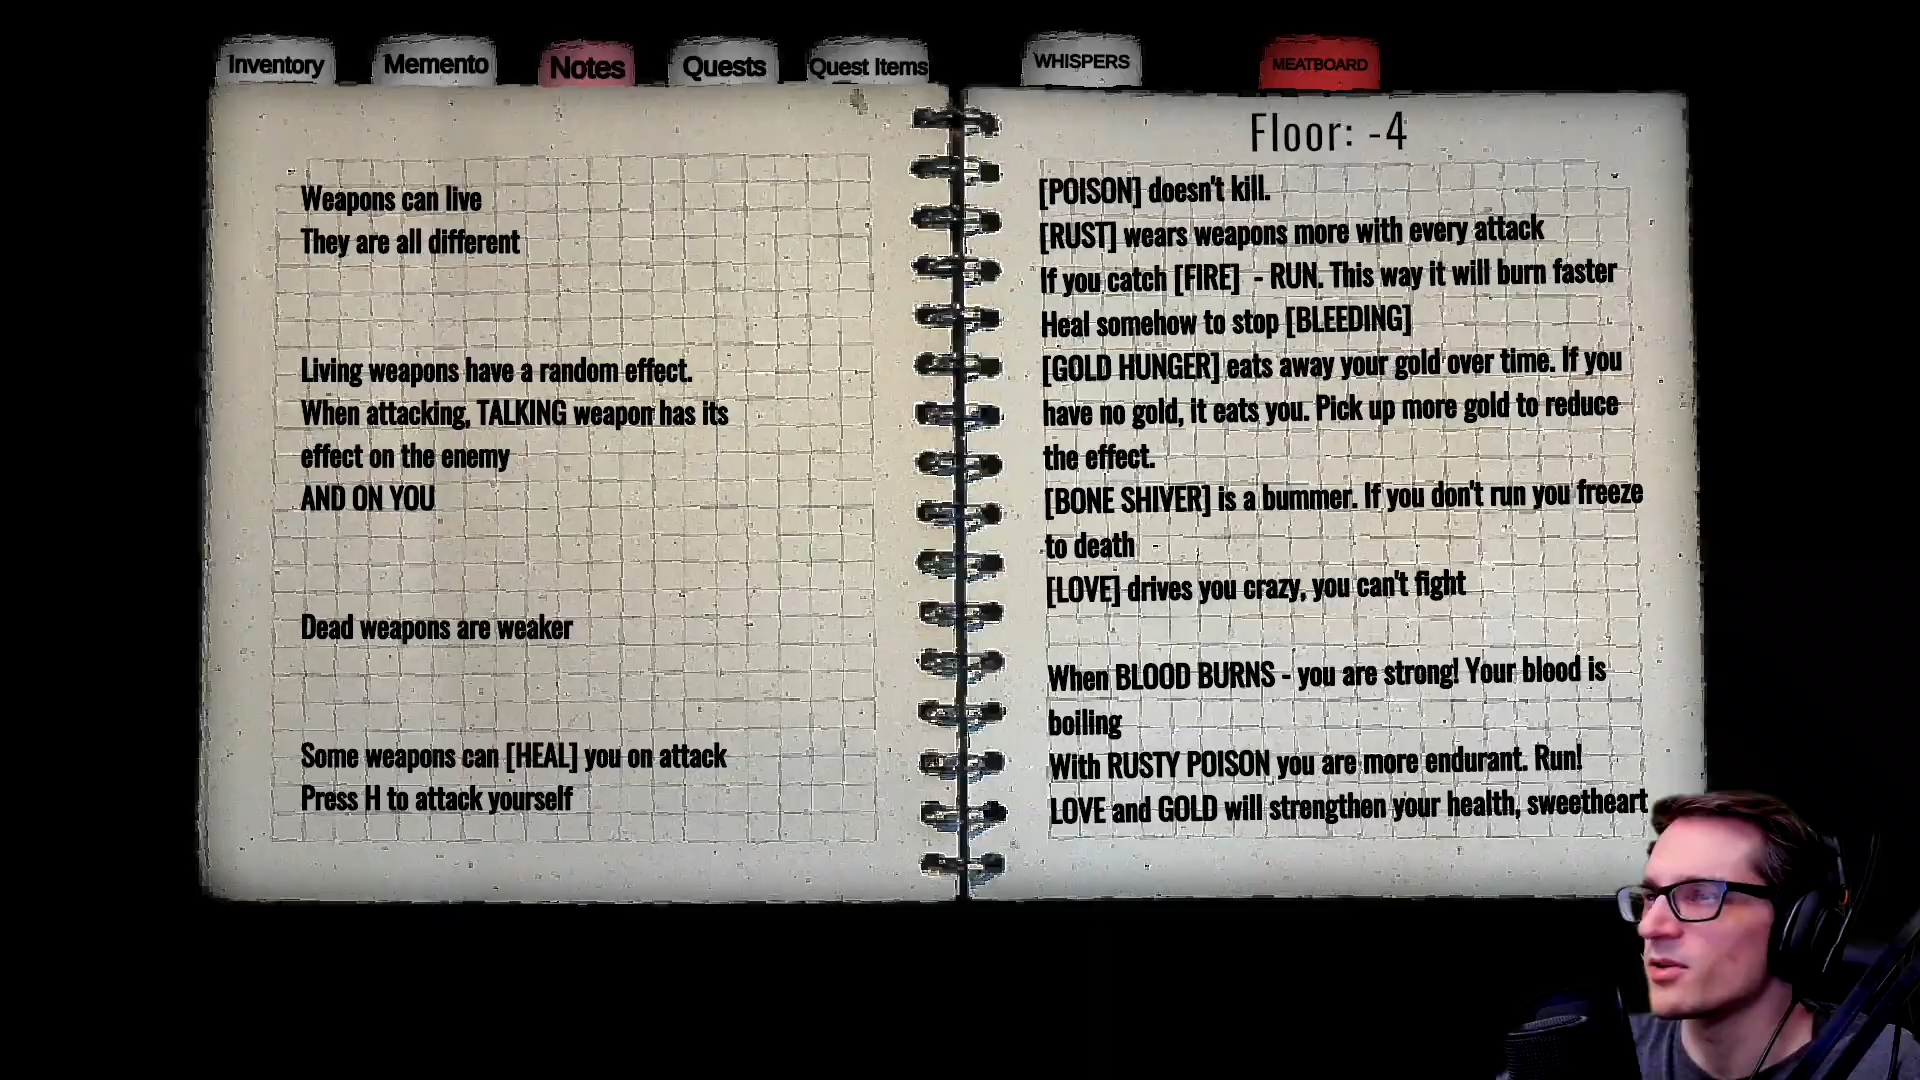 Inventory
Memento
Notes
Quests
Quest Items
WHISPERS
MEATBOARD
Weapons can live
They are all different
Living weapons have a random effect.
When attacking, TALKING weapon has its
effect on the enemy
AND ON YOU
Dead weapons are weaker
Some weapons can [HEAL] you on attack
Press H to attack yourself
Floor: -4
[POISON] doesn't kill.
[RUST] wears weapons more with every attack
If you catch [FIRE] - RUN. This way it will burn faster
Heal somehow to stop [BLEEDING]
[GOLD HUNGER] eats away your gold over time. If you
have no gold, it eats you. Pick up more gold to reduce
the effect.
[BONE SHIVER] is a bummer. If you don't run you freeze
to death
[LOVE] drives you crazy, you can't fight
When BLOOD BURNS - you are strong! Your blood is
boiling
With RUSTY POISON you are more endurant. Run!
LOVE and GOLD will strengthen your health, sweetheart